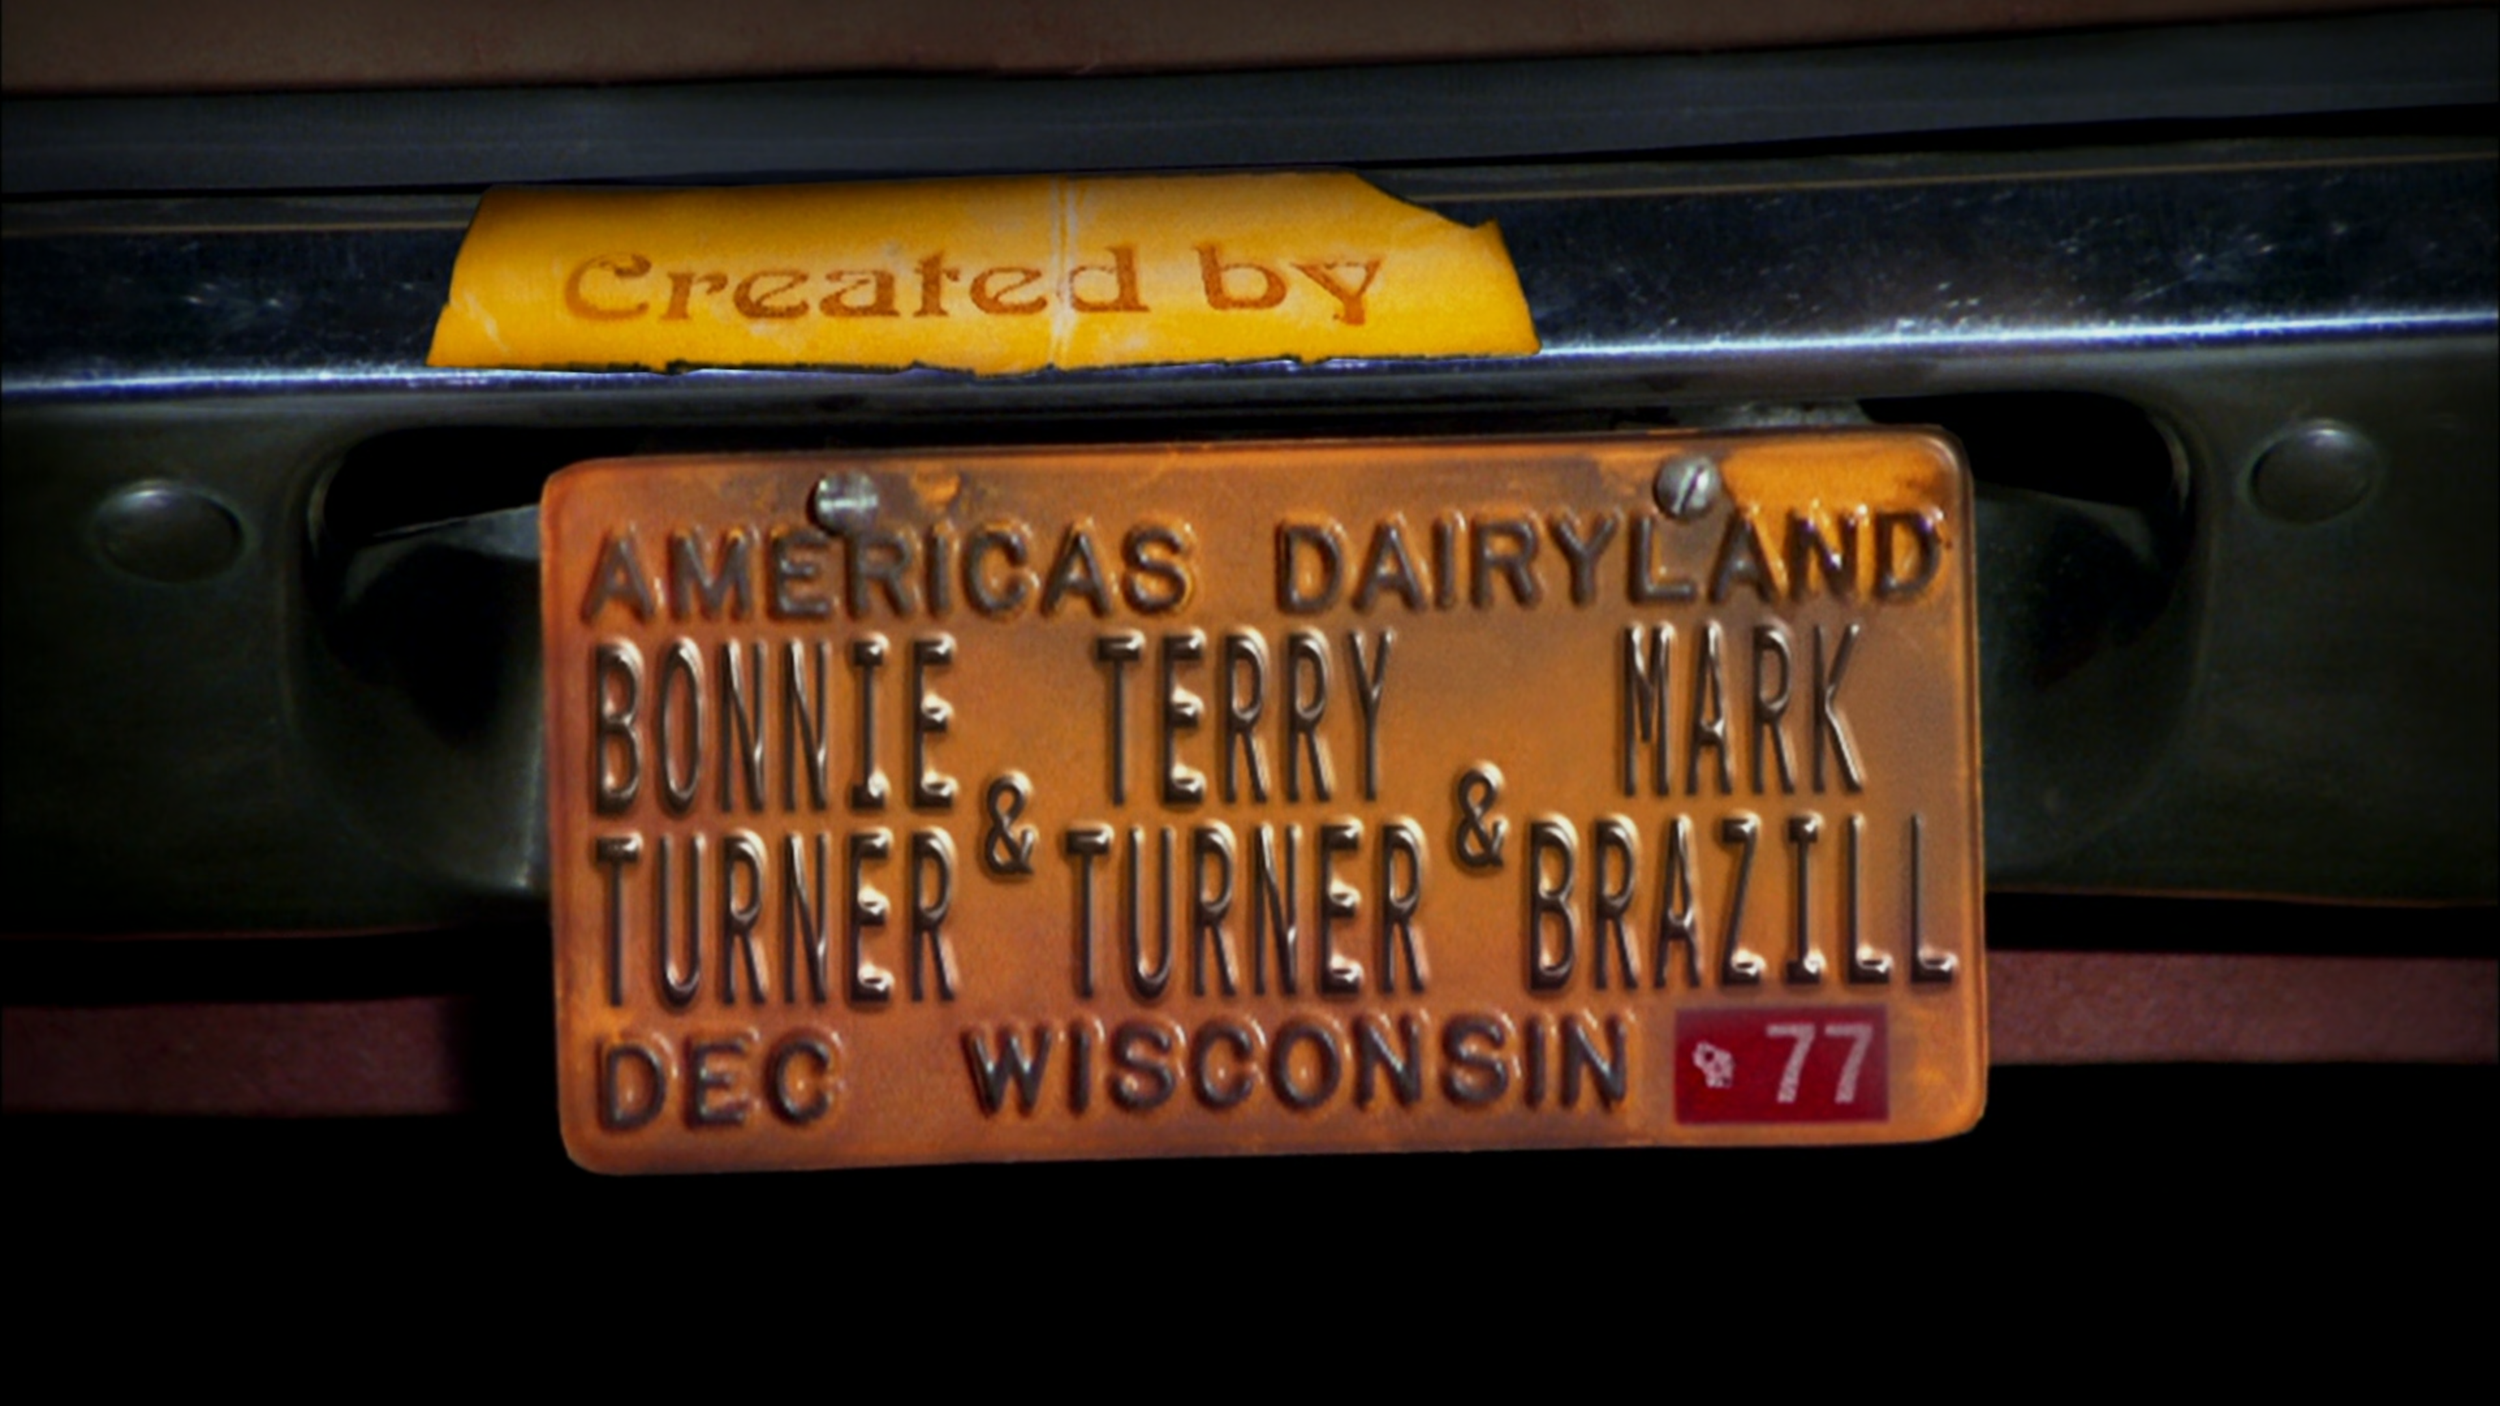 Created by
AMERICAS DAIRYLAND
BONNIE TERRY MARK
& &
TURNER TURNER BRAZILL
DEC WISCONSIN 77